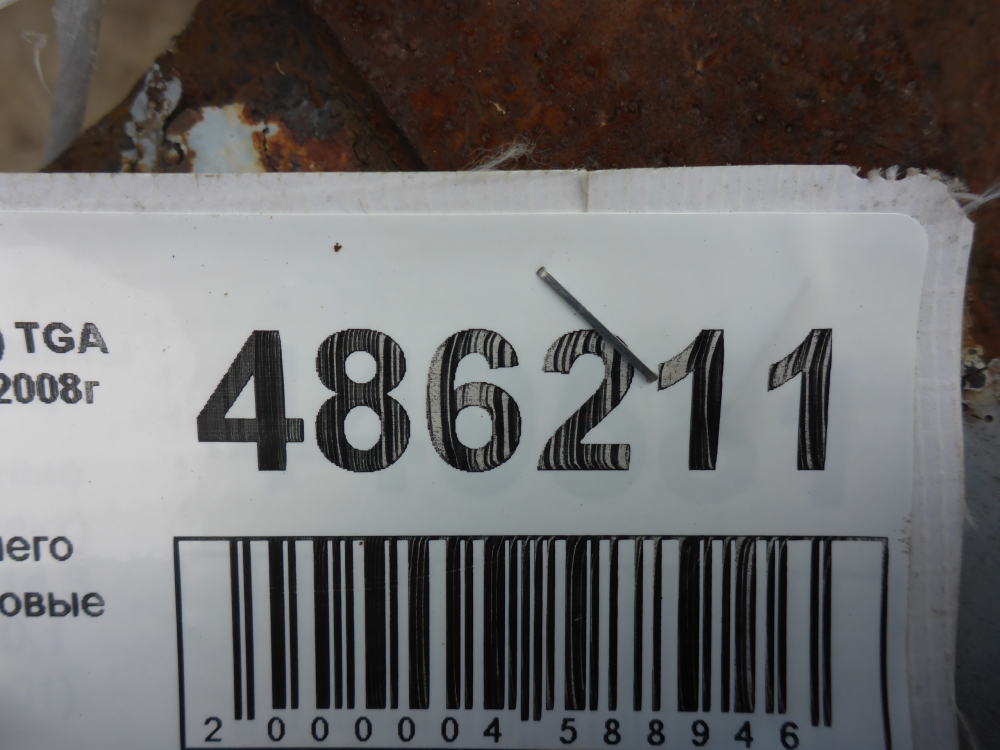 ) TGA
2008г
486211
него
овые
2 000004 588946